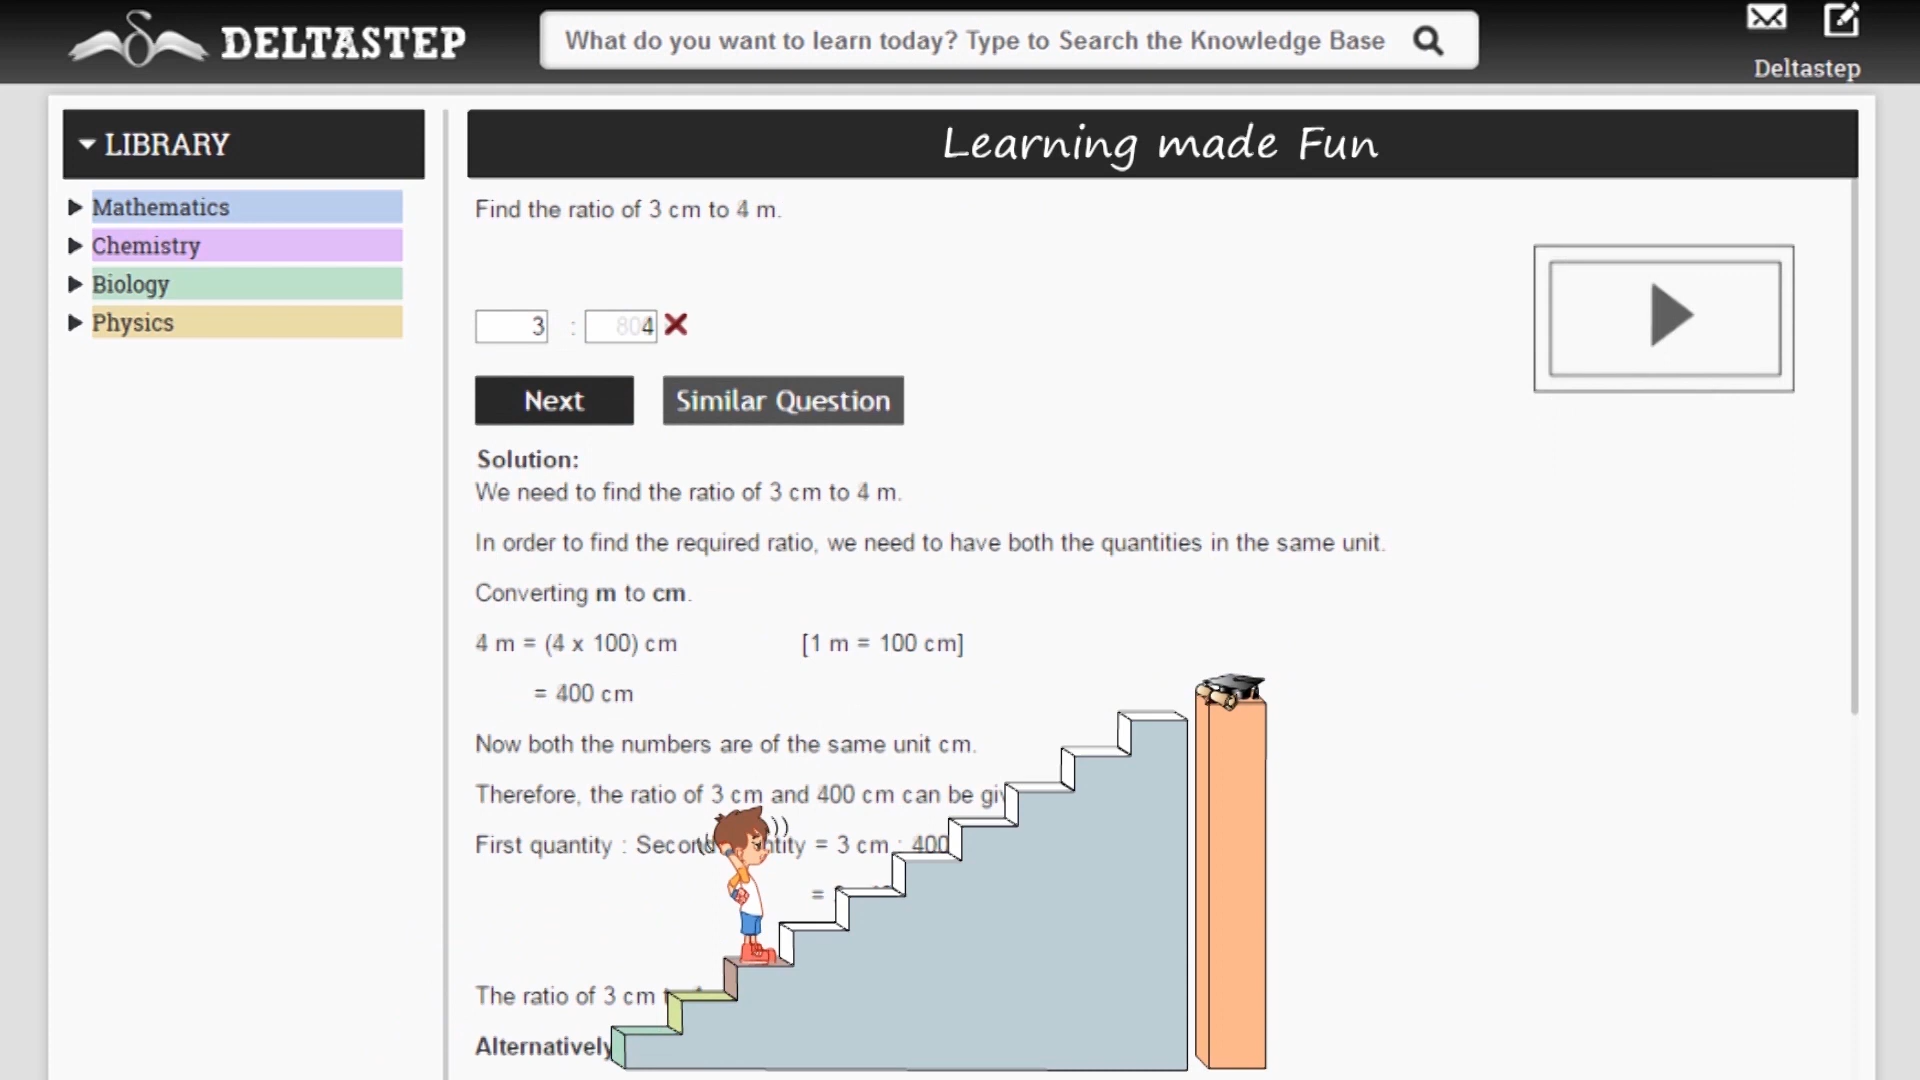 DELTASTEP
What do you want to learn today? Type to Search the Knowledge Base
Deltastep
LIBRARY
Mathematics
Chemistry
Biology
Physics
Learning made Fun
Find the ratio of 3 cm to 4 m.
3 : 4
Next
Similar Question
Solution:
We need to find the ratio of 3 cm to 4 m.
In order to find the required ratio, we need to have both the quantities in the same unit.
Converting m to cm.
4 m = (4 x 100) cm [1 m = 100 cm]
= 400 cm
Now both the numbers are of the same unit cm.
Therefore, the ratio of 3 cm and 400 cm can be
First quantity : = 3 cm : 400
=
The ratio of 3 cm
Alternatively